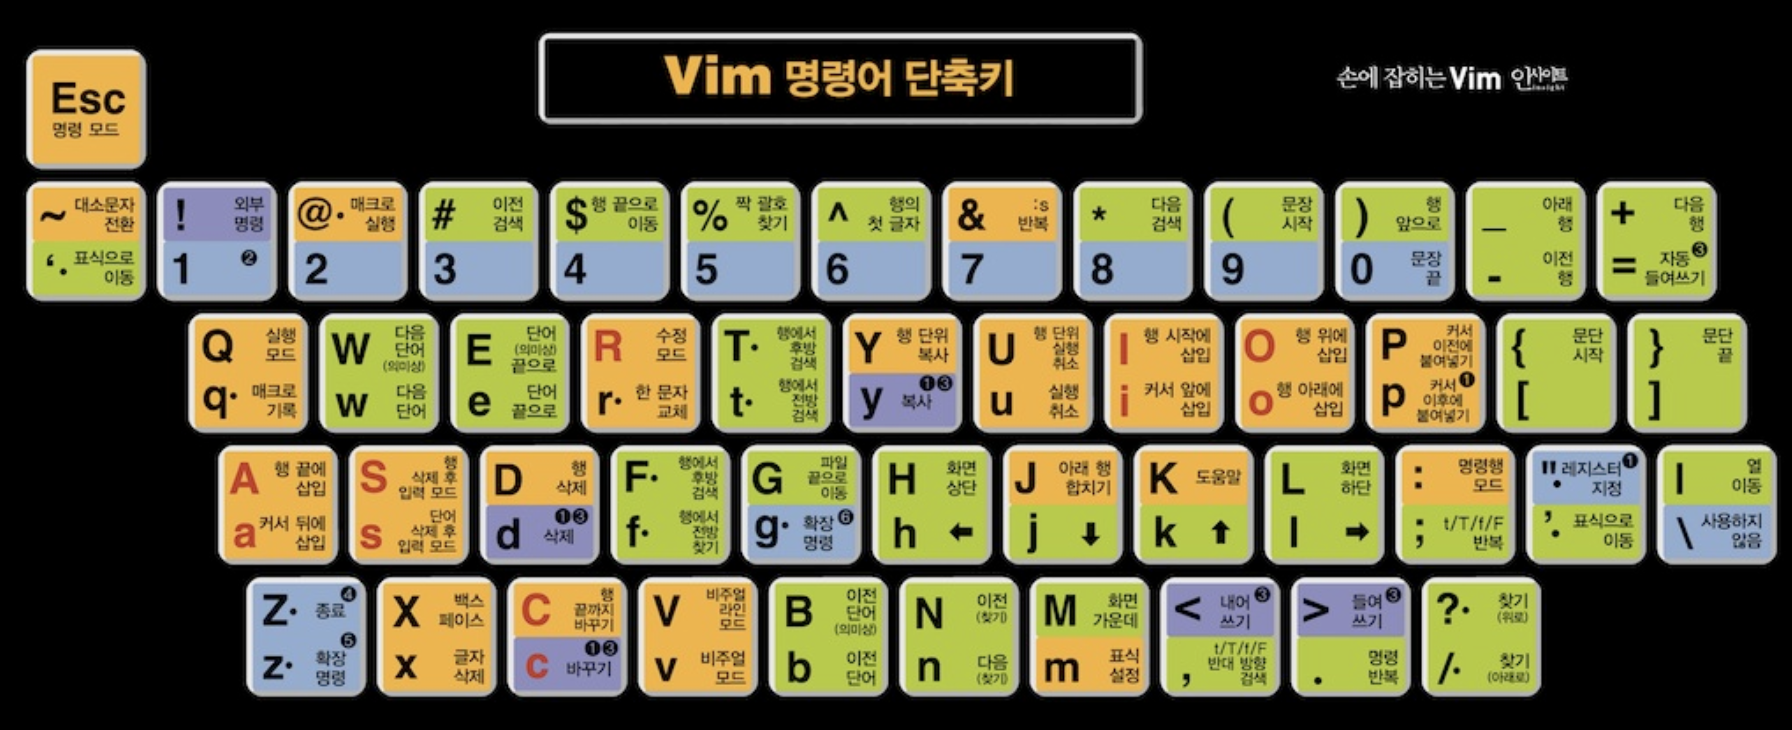 Vim 명령어 단축키
손에 잡히는 Vim 인사이트
insight
Esc
명령 모드
~ 대소문자
전환
‘. 표식으로
이동
! 외부
명령
1 ❷
@. 매크로
실행
2
# 이전
검색
3
$ 행 끝으로
이동
4
% 짝 괄호
찾기
5
^ 행의
첫 글자
6
& :s
반복
7
* 다음
검색
8
( 문장
시작
9
) 행
앞으로
0 문장
끝
_ 아래
행
- 이전
행
+ 다음
행
= 자동❸
들여쓰기
Q 실행
모드
q. 매크로
기록
W 다음
단어
(의미상)
w 다음
단어
E 단어
(의미상)
끝으로
e 단어
끝으로
R 수정
모드
r. 한 문자
교체
T. 행에서
후방
검색
t. 행에서
전방
검색
Y 행 단위
복사
y 복사 ❶❸
U 행 단위
실행
취소
u 실행
취소
I 행 시작에
삽입
i 커서 앞에
삽입
O 행 위에
삽입
o 행 아래에
삽입
P 커서
이전에
붙여넣기
p 커서❶
이후에
붙여넣기
{ 문단
시작
[
} 문단
끝
]
A 행 끝에
삽입
a 커서 뒤에
삽입
S 행
삭제 후
입력 모드
s 단어
삭제 후
입력 모드
D 행
삭제
d ❶❸
삭제
F. 행에서
후방
검색
f. 행에서
전방
찾기
G 파일
끝으로
이동
g. 확장❻
명령
H 화면
상단
h ←
J 아래 행
합치기
j ↓
K 도움말
k ↑
L 화면
하단
l →
: 명령행
모드
; t/T/f/F
반복
". 레지스터❶
지정
’. 표식으로
이동
| 열
이동
\ 사용하지
않음
Z. 종료❹
z. 확장❺
명령
X 백스
페이스
x 글자
삭제
C 행
끝까지
바꾸기
c ❶❸
바꾸기
V 비주얼
라인
모드
v 비주얼
모드
B 이전
단어
(의미상)
b 이전
단어
N 이전
(찾기)
n 다음
(찾기)
M 화면
가운데
m 표식
설정
< 내어❸
쓰기
, t/T/f/F
반대 방향
검색
> 들여❸
쓰기
. 명령
반복
?. 찾기
(위로)
/. 찾기
(아래로)